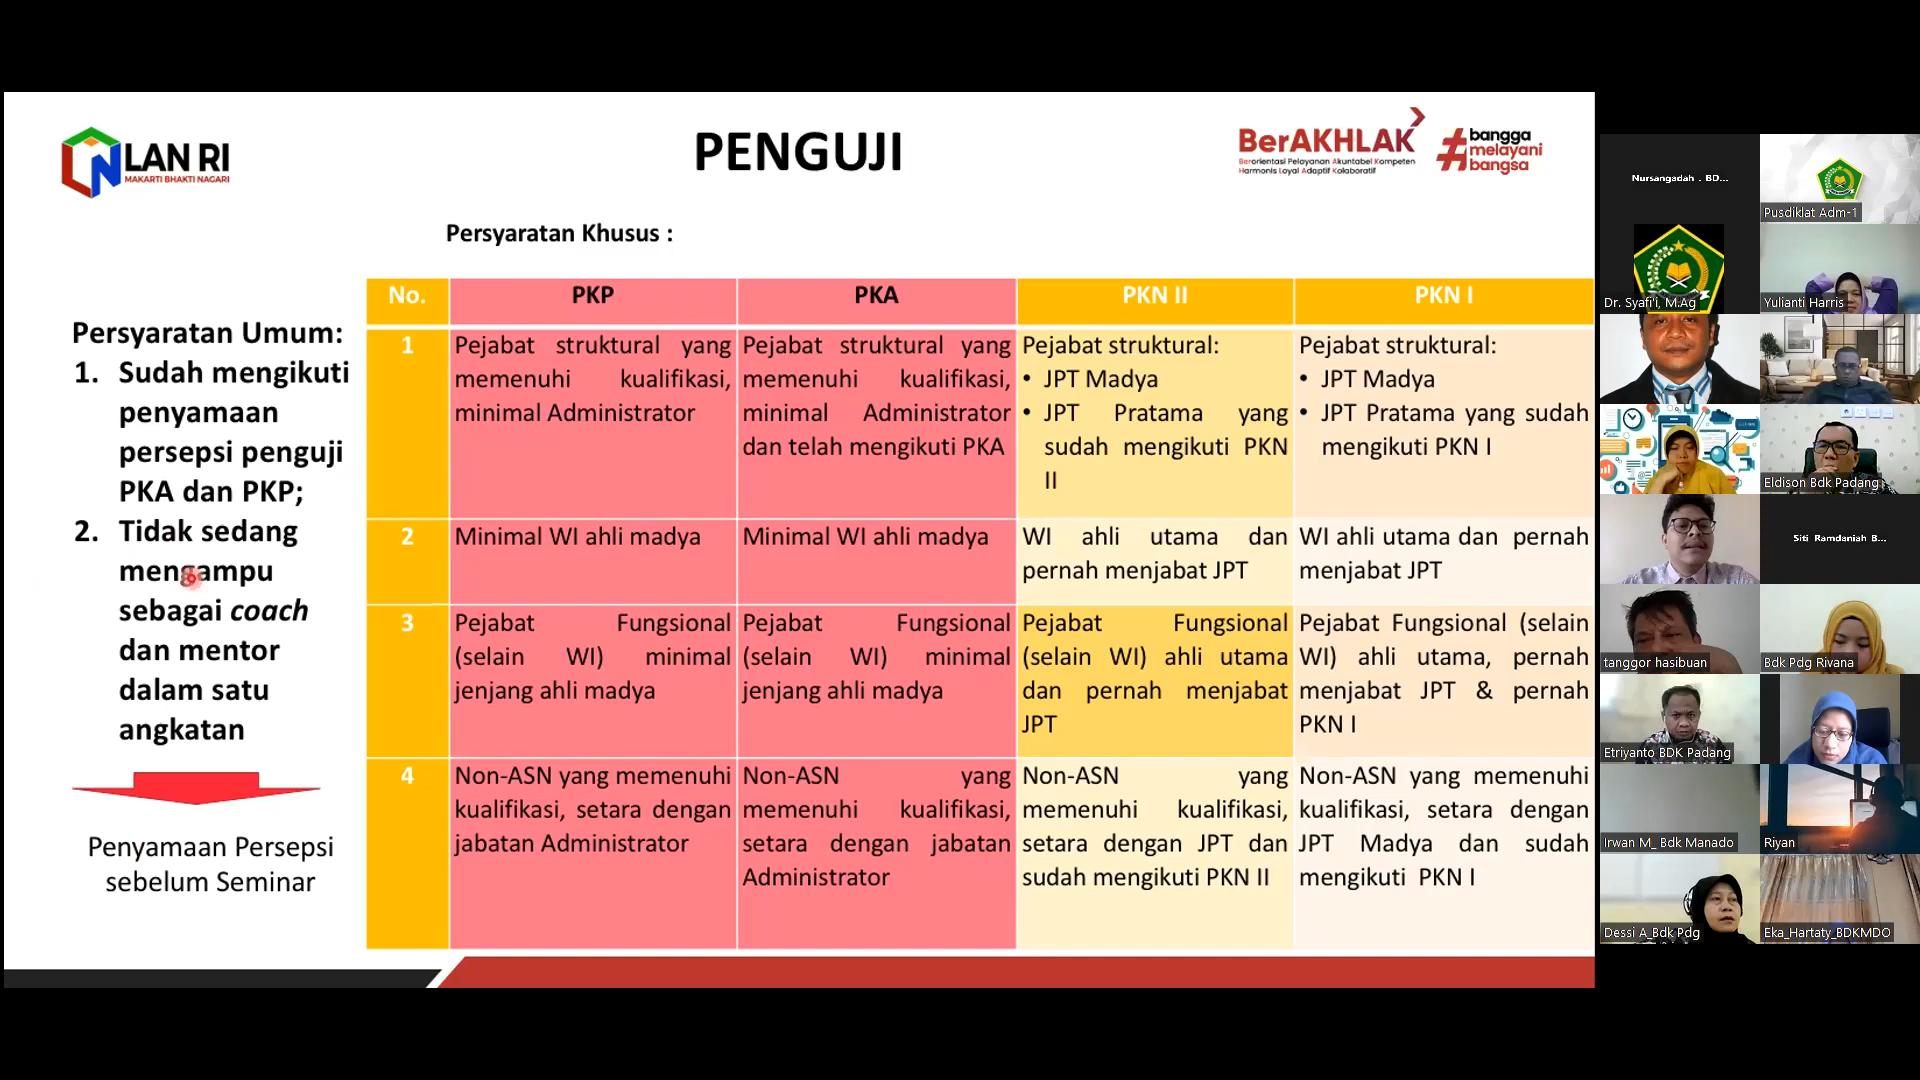 LAN RI
MAKARTI BHAKTI NAGARI
PENGUJI
BerAKHLAK
Berorientasi Pelayanan Akuntabel Kompeten
Harmonis Loyal Adaptif Kolaboratif
#bangga
melayani
bangsa
Persyaratan Khusus :
Persyaratan Umum:
1. Sudah mengikuti
penyamaan
persepsi penguji
PKA dan PKP;
2. Tidak sedang
mengampu
sebagai coach
dan mentor
dalam satu
angkatan
Penyamaan Persepsi
sebelum Seminar
No.
PKP
PKA
PKN II
PKN I
1
Pejabat struktural yang
memenuhi kualifikasi,
minimal Administrator
Pejabat struktural yang
memenuhi kualifikasi,
minimal Administrator
dan telah mengikuti PKA
Pejabat struktural:
• JPT Madya
• JPT Pratama yang
sudah mengikuti PKN
II
Pejabat struktural:
• JPT Madya
• JPT Pratama yang sudah
mengikuti PKN I
2
Minimal WI ahli madya
Minimal WI ahli madya
WI ahli utama dan
pernah menjabat JPT
WI ahli utama dan pernah
menjabat JPT
3
Pejabat Fungsional
(selain WI) minimal
jenjang ahli madya
Pejabat Fungsional
(selain WI) minimal
jenjang ahli madya
Pejabat Fungsional
(selain WI) ahli utama
dan pernah menjabat
JPT
Pejabat Fungsional (selain
WI) ahli utama, pernah
menjabat JPT & pernah
PKN I
4
Non-ASN yang memenuhi
kualifikasi, setara dengan
jabatan Administrator
Non-ASN yang
memenuhi kualifikasi,
setara dengan jabatan
Administrator
Non-ASN yang
memenuhi kualifikasi,
setara dengan JPT dan
sudah mengikuti PKN II
Non-ASN yang memenuhi
kualifikasi, setara dengan
JPT Madya dan sudah
mengikuti PKN I
Nursangadah . BD...
Pusdiklat Adm-1
Dr. Syafi'i, M.Ag
Yulianti Harris
Eldison Bdk Padang
Siti Ramdaniah B...
tanggor hasibuan
Bdk Pdg Rivana
Etriyanto BDK Padang
Irwan M_ Bdk Manado
Riyan
Dessi A_Bdk Pdg
Eka_Hartaty_BDKMDO